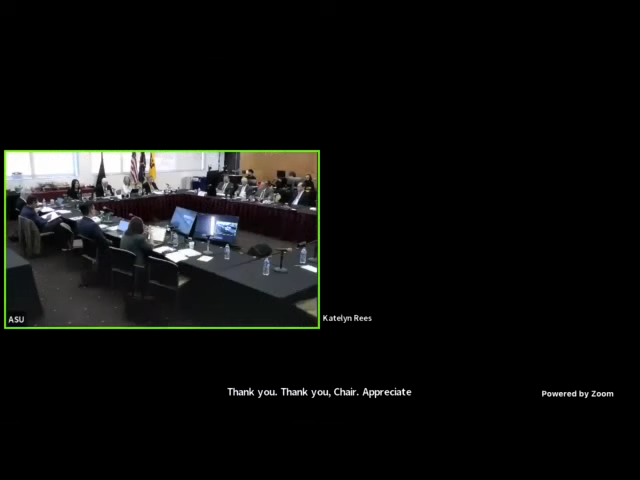 ASU
Katelyn Rees
Thank you. Thank you, Chair. Appreciate
Powered by Zoom